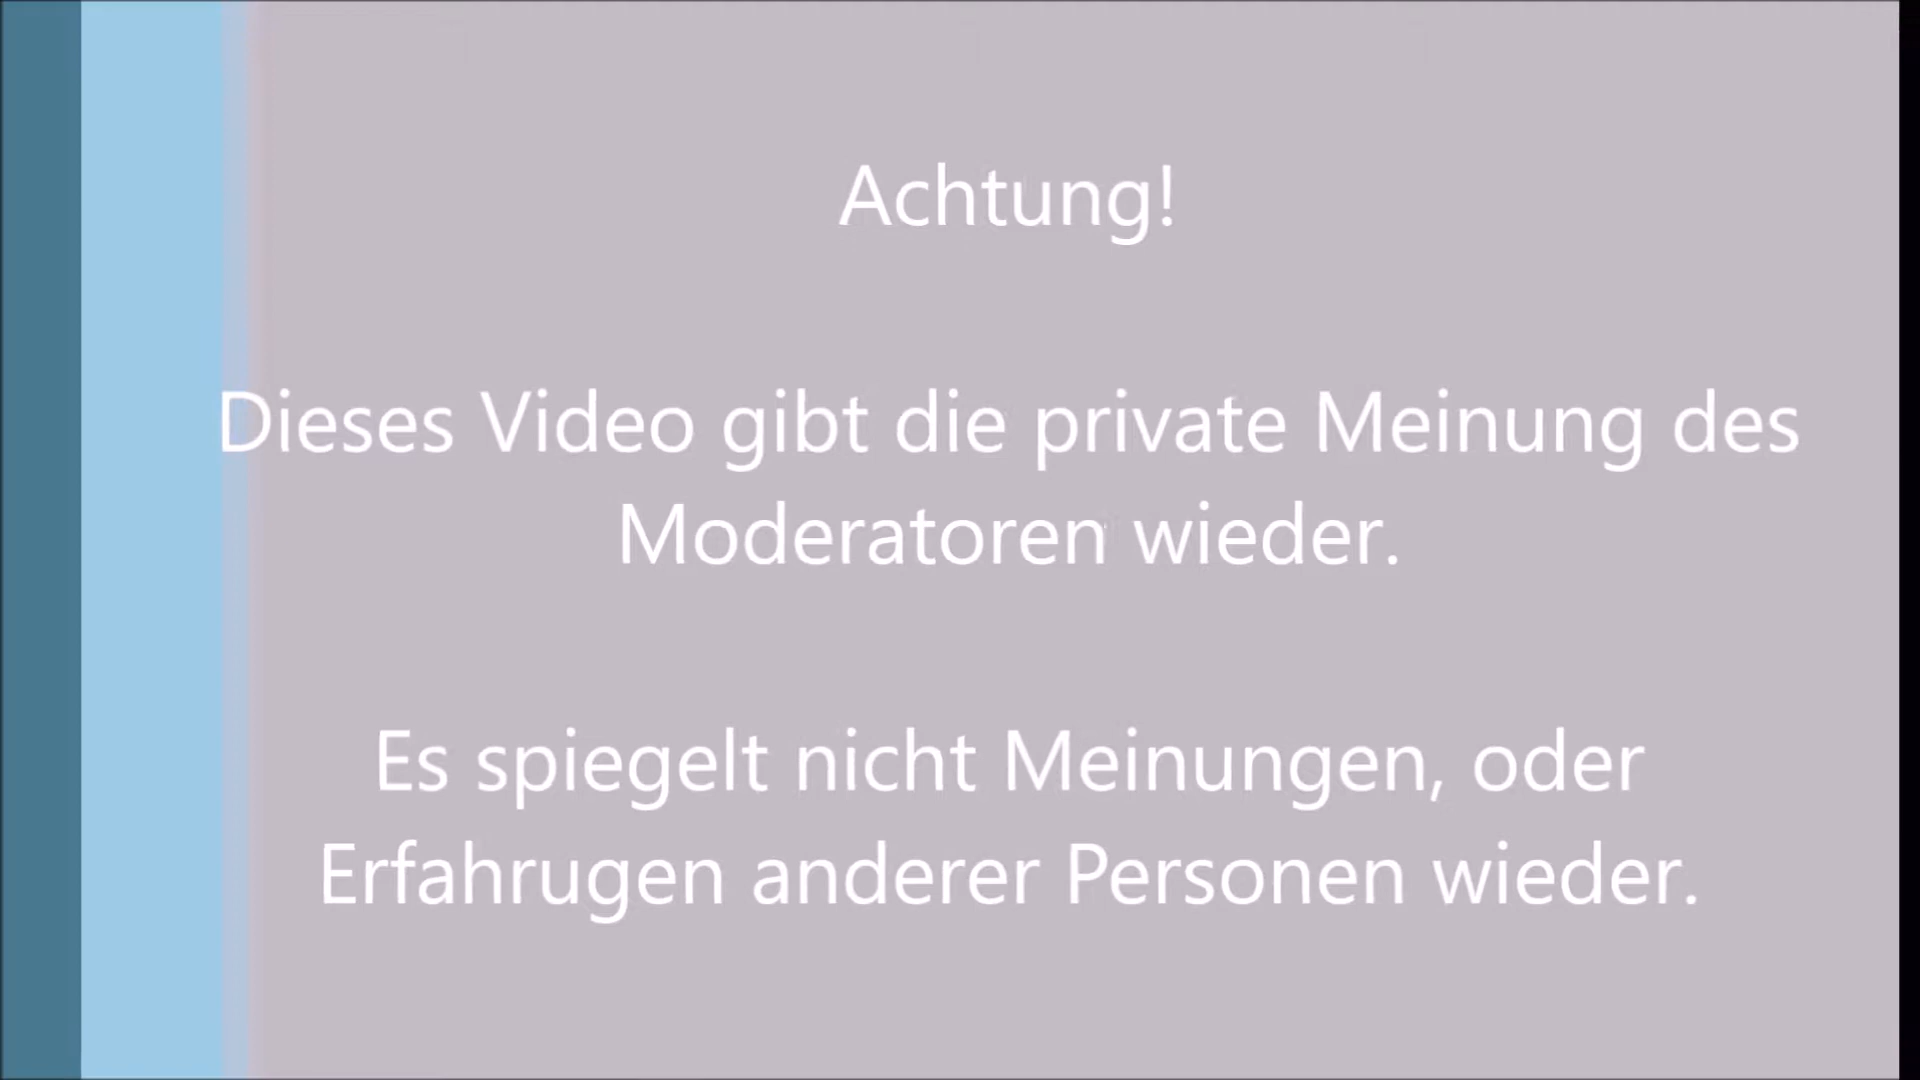 Achtung!
Dieses Video gibt die private Meinung des
Moderatoren wieder.
Es spiegelt nicht Meinungen, oder
Erfahrugen anderer Personen wieder.